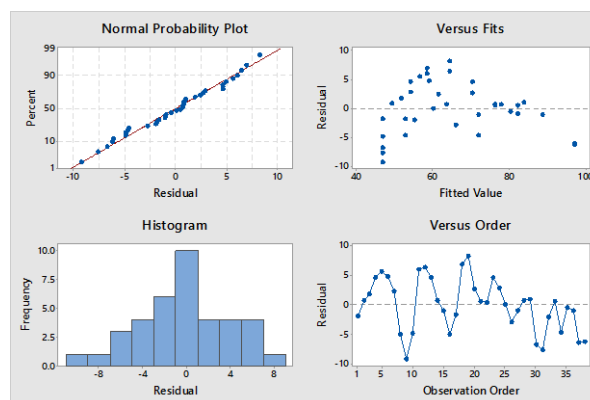 Normal Probability Plot
99
90
50
10
1
Percent
-10 -5 0 5 10
Residual
Versus Fits
10
5
0
-5
-10
Residual
40 60 80 100
Fitted Value
Histogram
10.0
7.5
5.0
2.5
0.0
Frequency
-8 -4 0 4 8
Residual
Versus Order
10
5
0
-5
-10
Residual
1 5 10 15 20 25 30 35
Observation Order